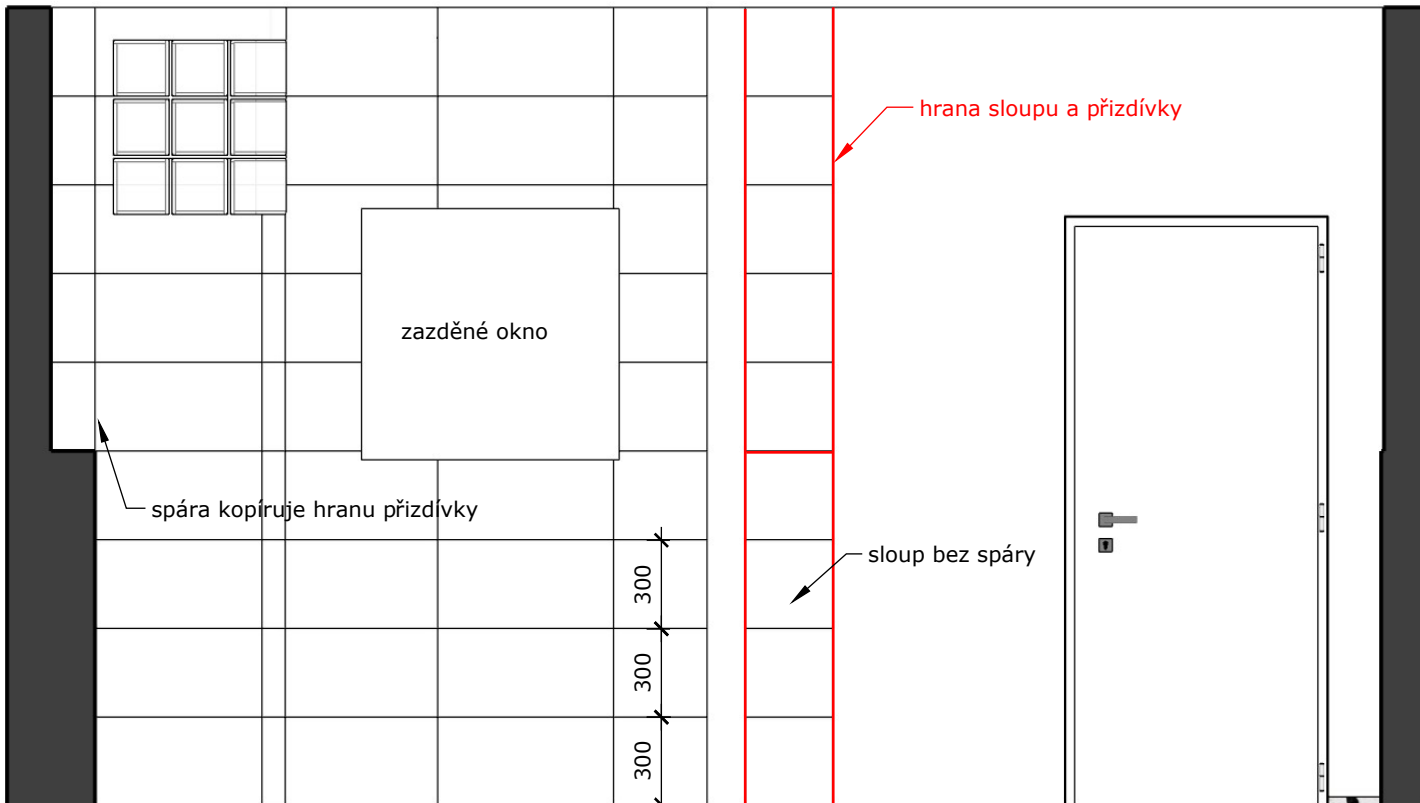 hrana sloupu a přizdívky
zazděné okno
spára kopíruje hranu přizdívky
sloup bez spáry
300
300
300